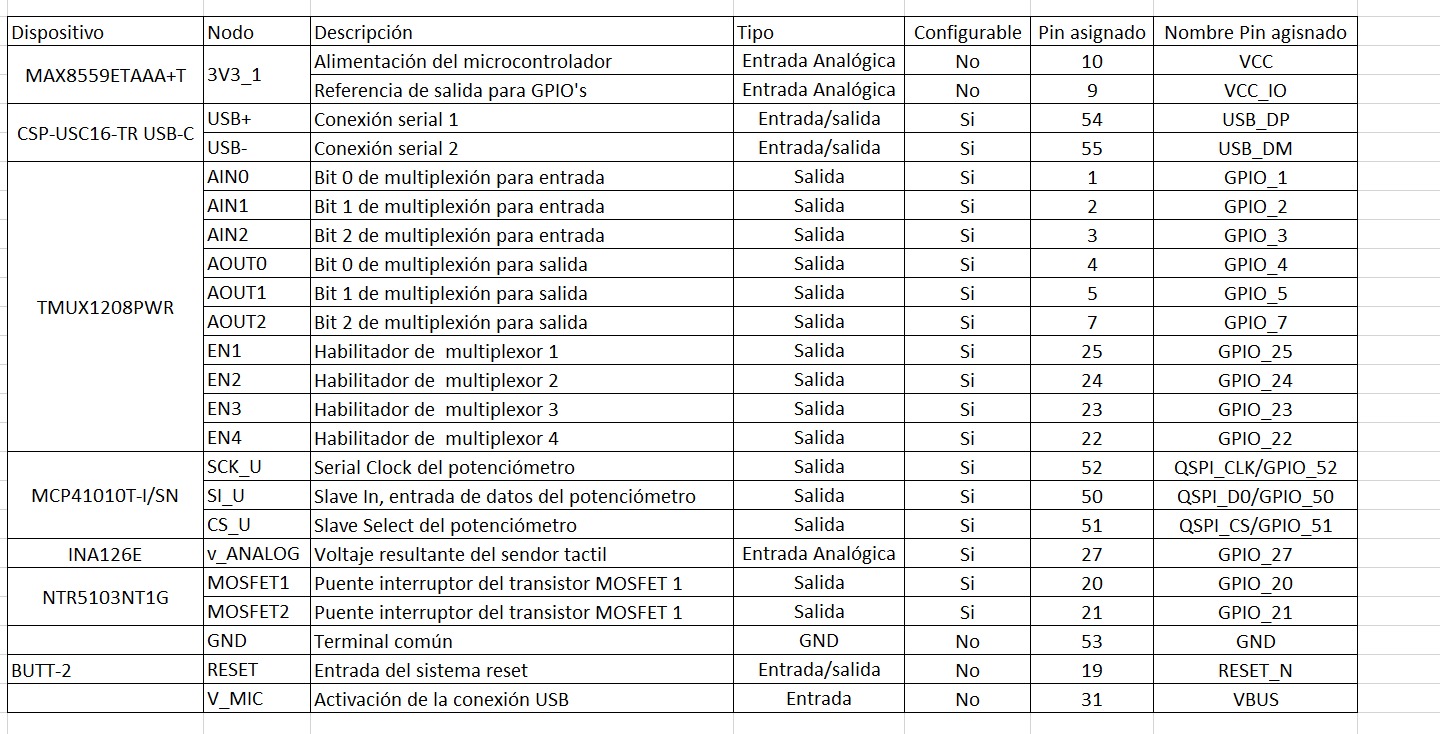 Dispositivo Nodo Descripción Tipo Configurable Pin asignado Nombre Pin agisnado
MAX8559ETAAA+T 3V3_1 Alimentación del microcontrolador Entrada Analógica No 10 VCC
Referencia de salida para GPIO's Entrada Analógica No 9 VCC_IO
CSP-USC16-TR USB-C USB+ Conexión serial 1 Entrada/salida Si 54 USB_DP
USB- Conexión serial 2 Entrada/salida Si 55 USB_DM
TMUX1208PWR AIN0 Bit 0 de multiplexión para entrada Salida Si 1 GPIO_1
AIN1 Bit 1 de multiplexión para entrada Salida Si 2 GPIO_2
AIN2 Bit 2 de multiplexión para entrada Salida Si 3 GPIO_3
AOUT0 Bit 0 de multiplexión para salida Salida Si 4 GPIO_4
AOUT1 Bit 1 de multiplexión para salida Salida Si 5 GPIO_5
AOUT2 Bit 2 de multiplexión para salida Salida Si 7 GPIO_7
EN1 Habilitador de  multiplexor 1 Salida Si 25 GPIO_25
EN2 Habilitador de  multiplexor 2 Salida Si 24 GPIO_24
EN3 Habilitador de  multiplexor 3 Salida Si 23 GPIO_23
EN4 Habilitador de  multiplexor 4 Salida Si 22 GPIO_22
MCP41010T-I/SN SCK_U Serial Clock del potenciómetro Salida Si 52 QSPI_CLK/GPIO_52
SI_U Slave In, entrada de datos del potenciómetro Salida Si 50 QSPI_D0/GPIO_50
CS_U Slave Select del potenciómetro Salida Si 51 QSPI_CS/GPIO_51
INA126E v_ANALOG Voltaje resultante del sendor tactil Entrada Analógica Si 27 GPIO_27
NTR5103NT1G MOSFET1 Puente interruptor del transistor MOSFET 1 Salida Si 20 GPIO_20
MOSFET2 Puente interruptor del transistor MOSFET 1 Salida Si 21 GPIO_21
GND Terminal común GND No 53 GND
BUTT-2 RESET Entrada del sistema reset Entrada/salida No 19 RESET_N
V_MIC Activación de la conexión USB Entrada No 31 VBUS